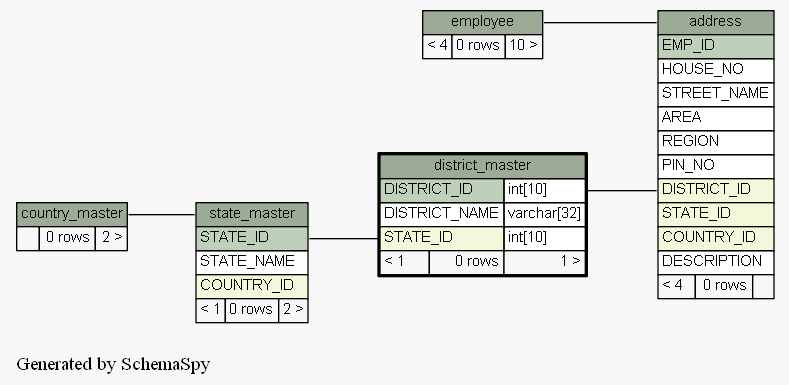 employee
< 4 0 rows 10 >
address
EMP_ID
HOUSE_NO
STREET_NAME
AREA
REGION
PIN_NO
DISTRICT_ID
STATE_ID
COUNTRY_ID
DESCRIPTION
< 4 0 rows
district_master
DISTRICT_ID int[10]
DISTRICT_NAME varchar[32]
STATE_ID int[10]
< 1 0 rows 1 >
country_master
0 rows 2 >
state_master
STATE_ID
STATE_NAME
COUNTRY_ID
< 1 0 rows 2 >
Generated by SchemaSpy